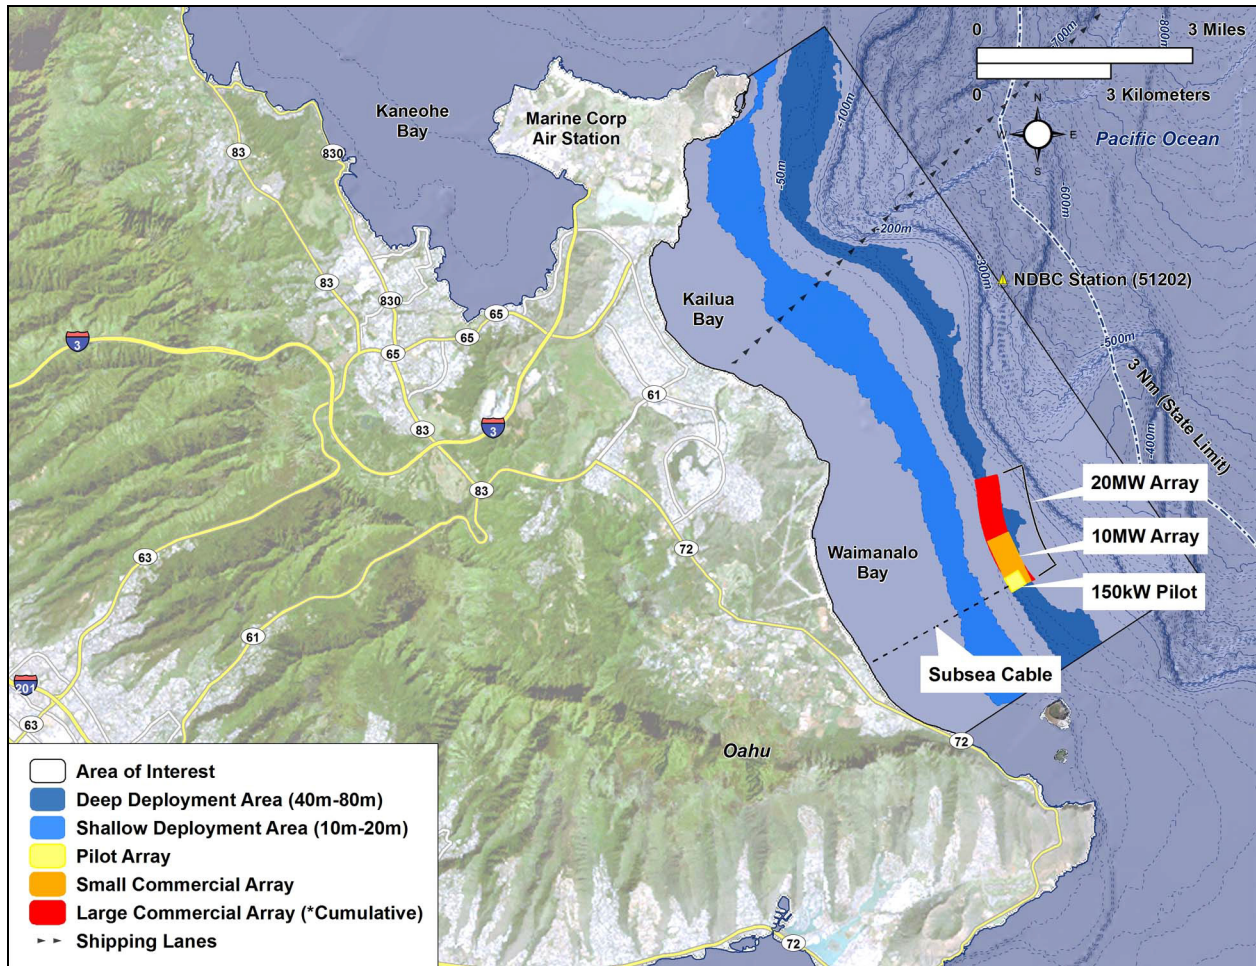 0
3 Miles
0
3 Kilometers
N
E
S
Pacific Ocean
-700m
-800m
-100m
-50m
-200m
-300m
600m
-500m
-400m
Kaneohe
Bay
Marine Corp
Air Station
83
830
83
830
65
65
65
3
83
3
61
83
72
63
61
61
201
63
72
72
Kailua
Bay
NDBC Station (51202)
3 Nm (State Limit)
20MW Array
10MW Array
150kW Pilot
Waimanalo
Bay
Subsea Cable
Oahu
Area of Interest
Deep Deployment Area (40m-80m)
Shallow Deployment Area (10m-20m)
Pilot Array
Small Commercial Array
Large Commercial Array (*Cumulative)
Shipping Lanes